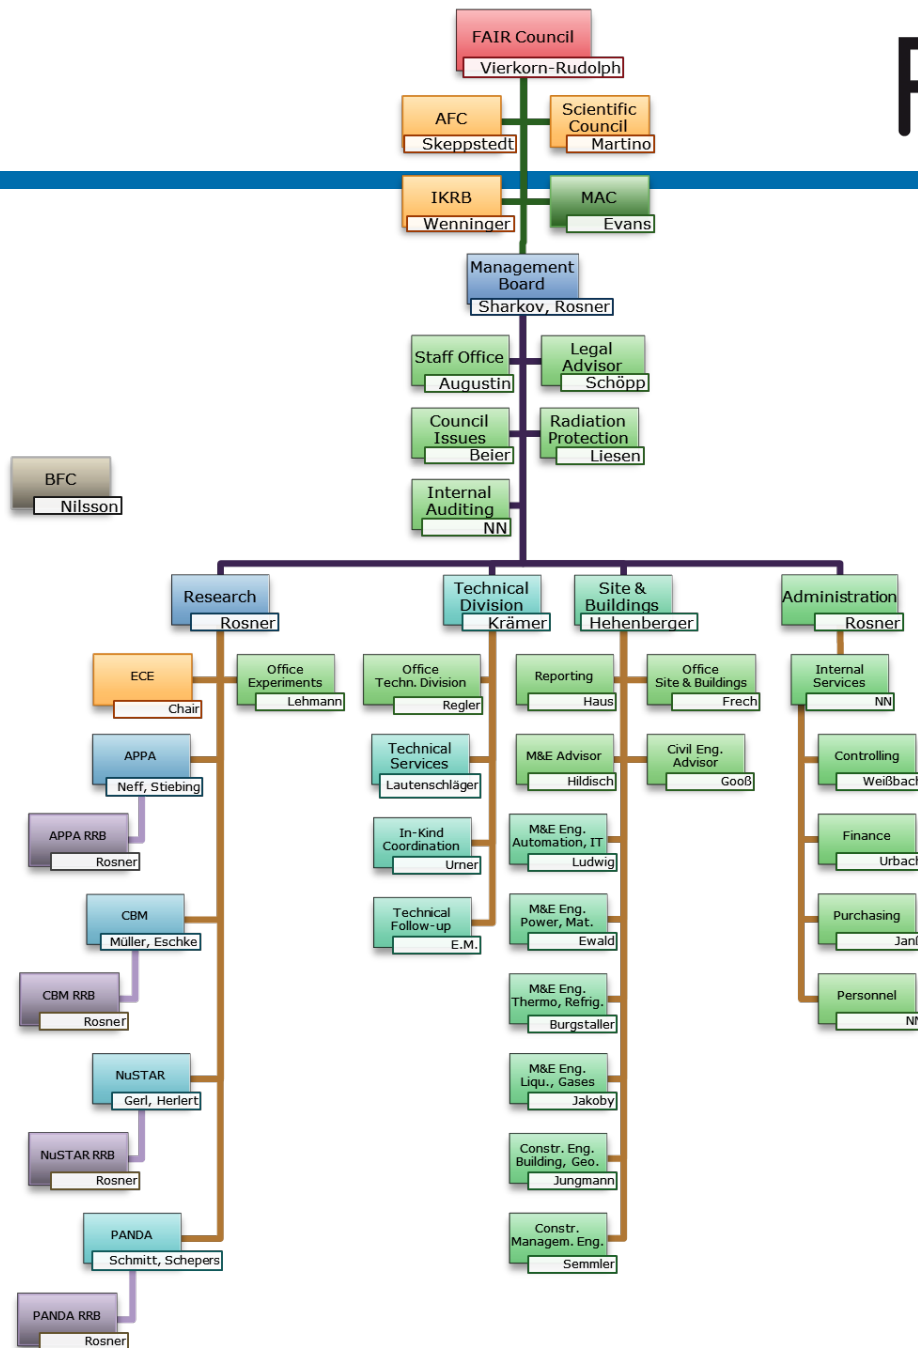 FAIR Council
Vierkorn-Rudolph
AFC
Skeppstedt
Scientific
Council
Martino
IKRB
Wenninger
MAC
Evans
Management
Board
Sharkov, Rosner
Staff Office
Augustin
Legal
Advisor
Schöpp
Council
Issues
Beier
Radiation
Protection
Liesen
BFC
Nilsson
Internal
Auditing
NN
Research
Rosner
Technical
Division
Krämer
Site &
Buildings
Hehenberger
Administration
Rosner
ECE
Chair
Office
Experiments
Lehmann
Office
Techn. Division
Regler
Reporting
Haus
Office
Site & Buildings
Frech
Internal
Services
NN
APPA
Neff, Stiebing
Technical
Services
Lautenschläger
M&E Advisor
Hildisch
Civil Eng.
Advisor
Gooß
Controlling
Weißbach
APPA RRB
Rosner
In-Kind
Coordination
Urner
M&E Eng.
Automation, IT
Ludwig
Finance
Urbach
CBM
Müller, Eschke
Technical
Follow-up
E.M.
M&E Eng.
Power, Mat.
Ewald
Purchasing
Janß
CBM RRB
Rosner
M&E Eng.
Thermo, Refrig.
Burgstaller
Personnel
NN
NuSTAR
Gerl, Herlert
M&E Eng.
Liqu., Gases
Jakoby
NuSTAR RRB
Rosner
Constr. Eng.
Building, Geo.
Jungmann
PANDA
Schmitt, Schepers
Constr.
Managem. Eng.
Semmler
PANDA RRB
Rosner